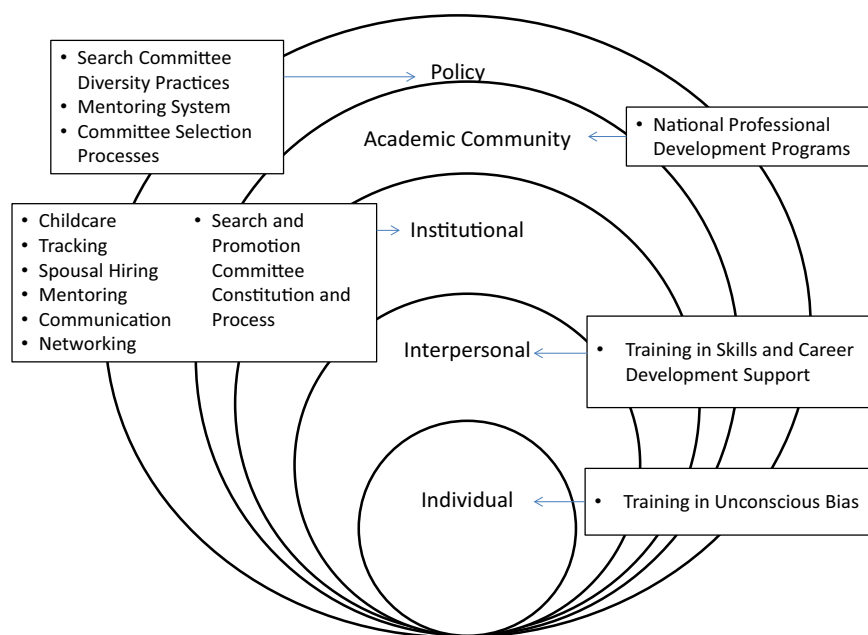 • Search Committee
Diversity Practices
• Mentoring System
• Committee Selection
Processes
Policy
Academic Community
• National Professional
Development Programs
• Childcare
• Tracking
• Spousal Hiring
• Mentoring
• Communication
• Networking
• Search and
Promotion
Committee
Constitution and
Process
Institutional
Interpersonal
• Training in Skills and Career
Development Support
Individual
• Training in Unconscious Bias